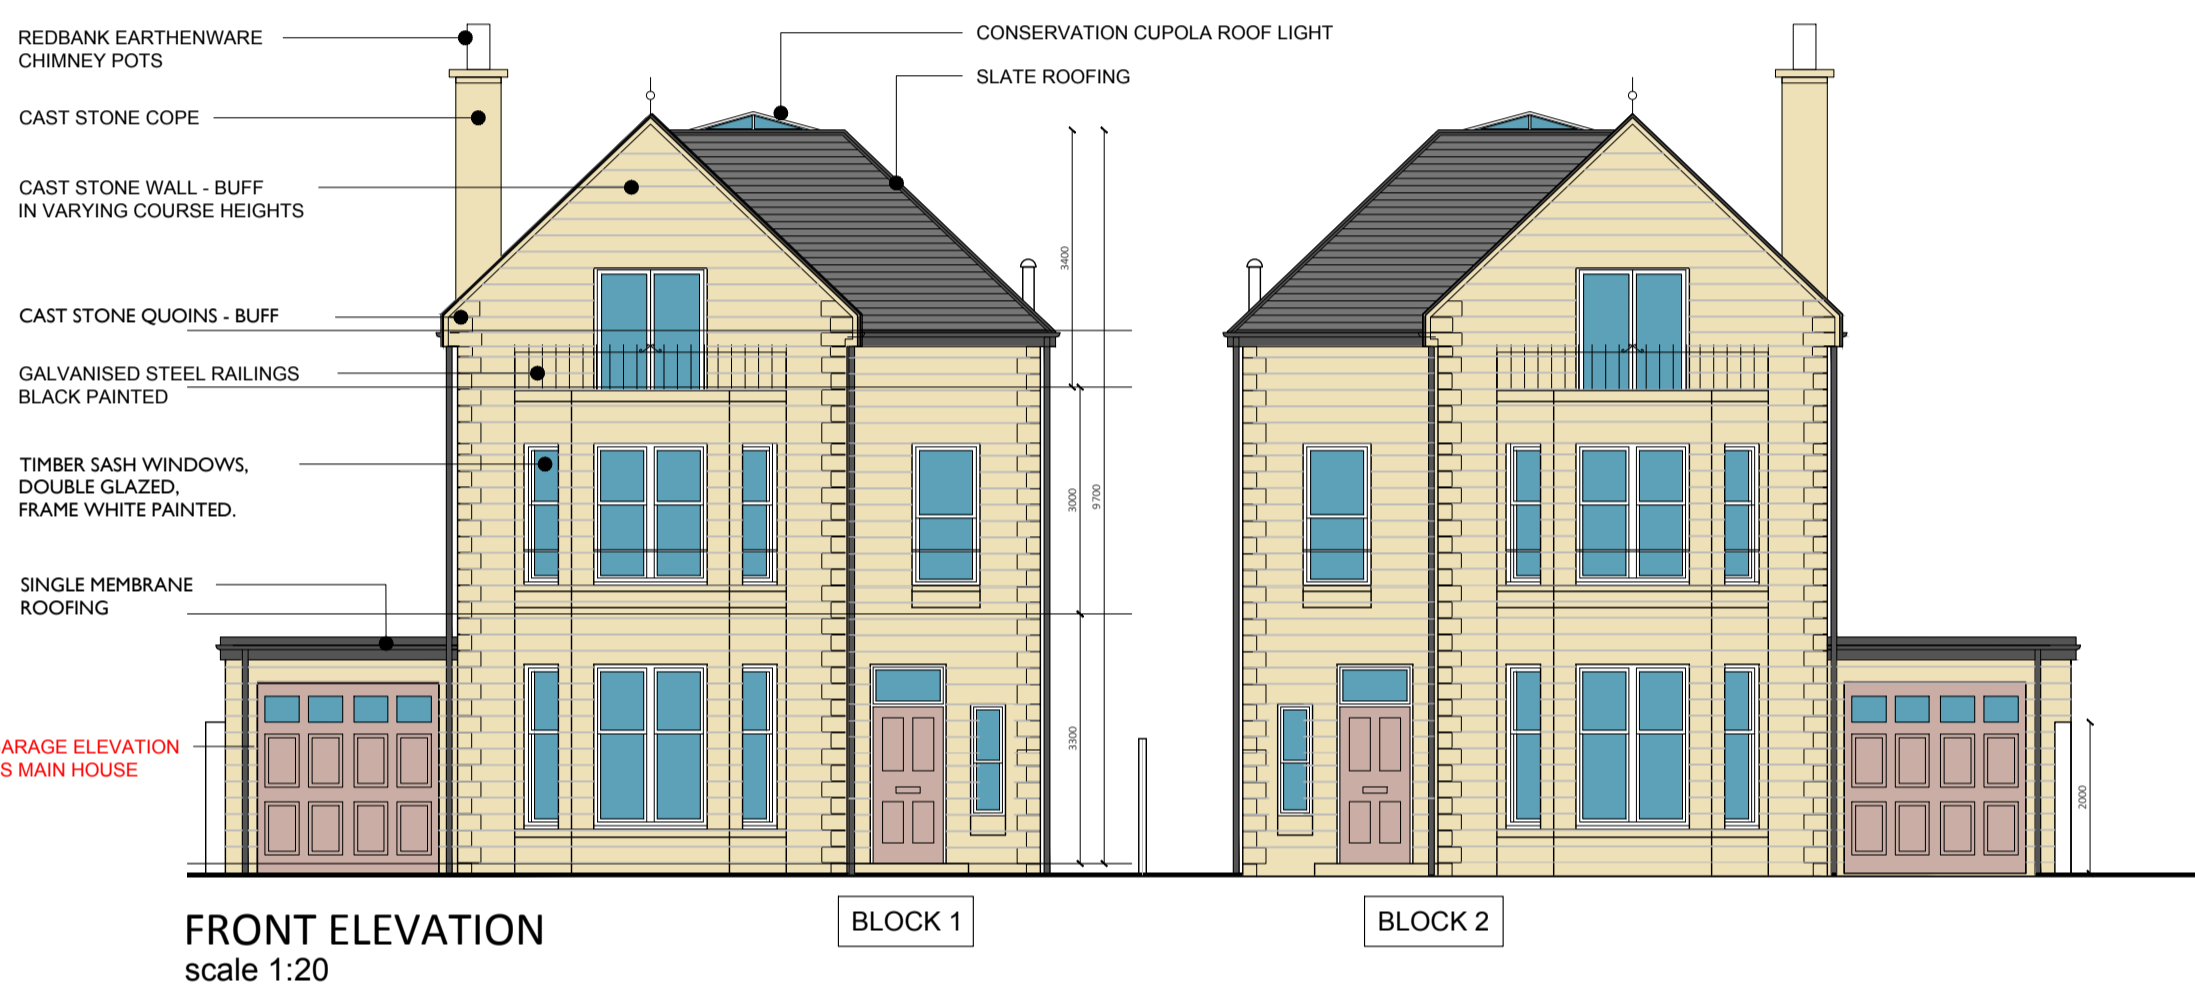 REDBANK EARTHENWARE
CHIMNEY POTS
CAST STONE COPE
CAST STONE WALL - BUFF
IN VARYING COURSE HEIGHTS
CAST STONE QUOINS - BUFF
GALVANISED STEEL RAILINGS
BLACK PAINTED
TIMBER SASH WINDOWS,
DOUBLE GLAZED,
FRAME WHITE PAINTED.
SINGLE MEMBRANE
ROOFING
ARAGE ELEVATION
S MAIN HOUSE
CONSERVATION CUPOLA ROOF LIGHT
SLATE ROOFING
3400
3000
9700
3300
2000
BLOCK 1
BLOCK 2
FRONT ELEVATION
scale 1:20